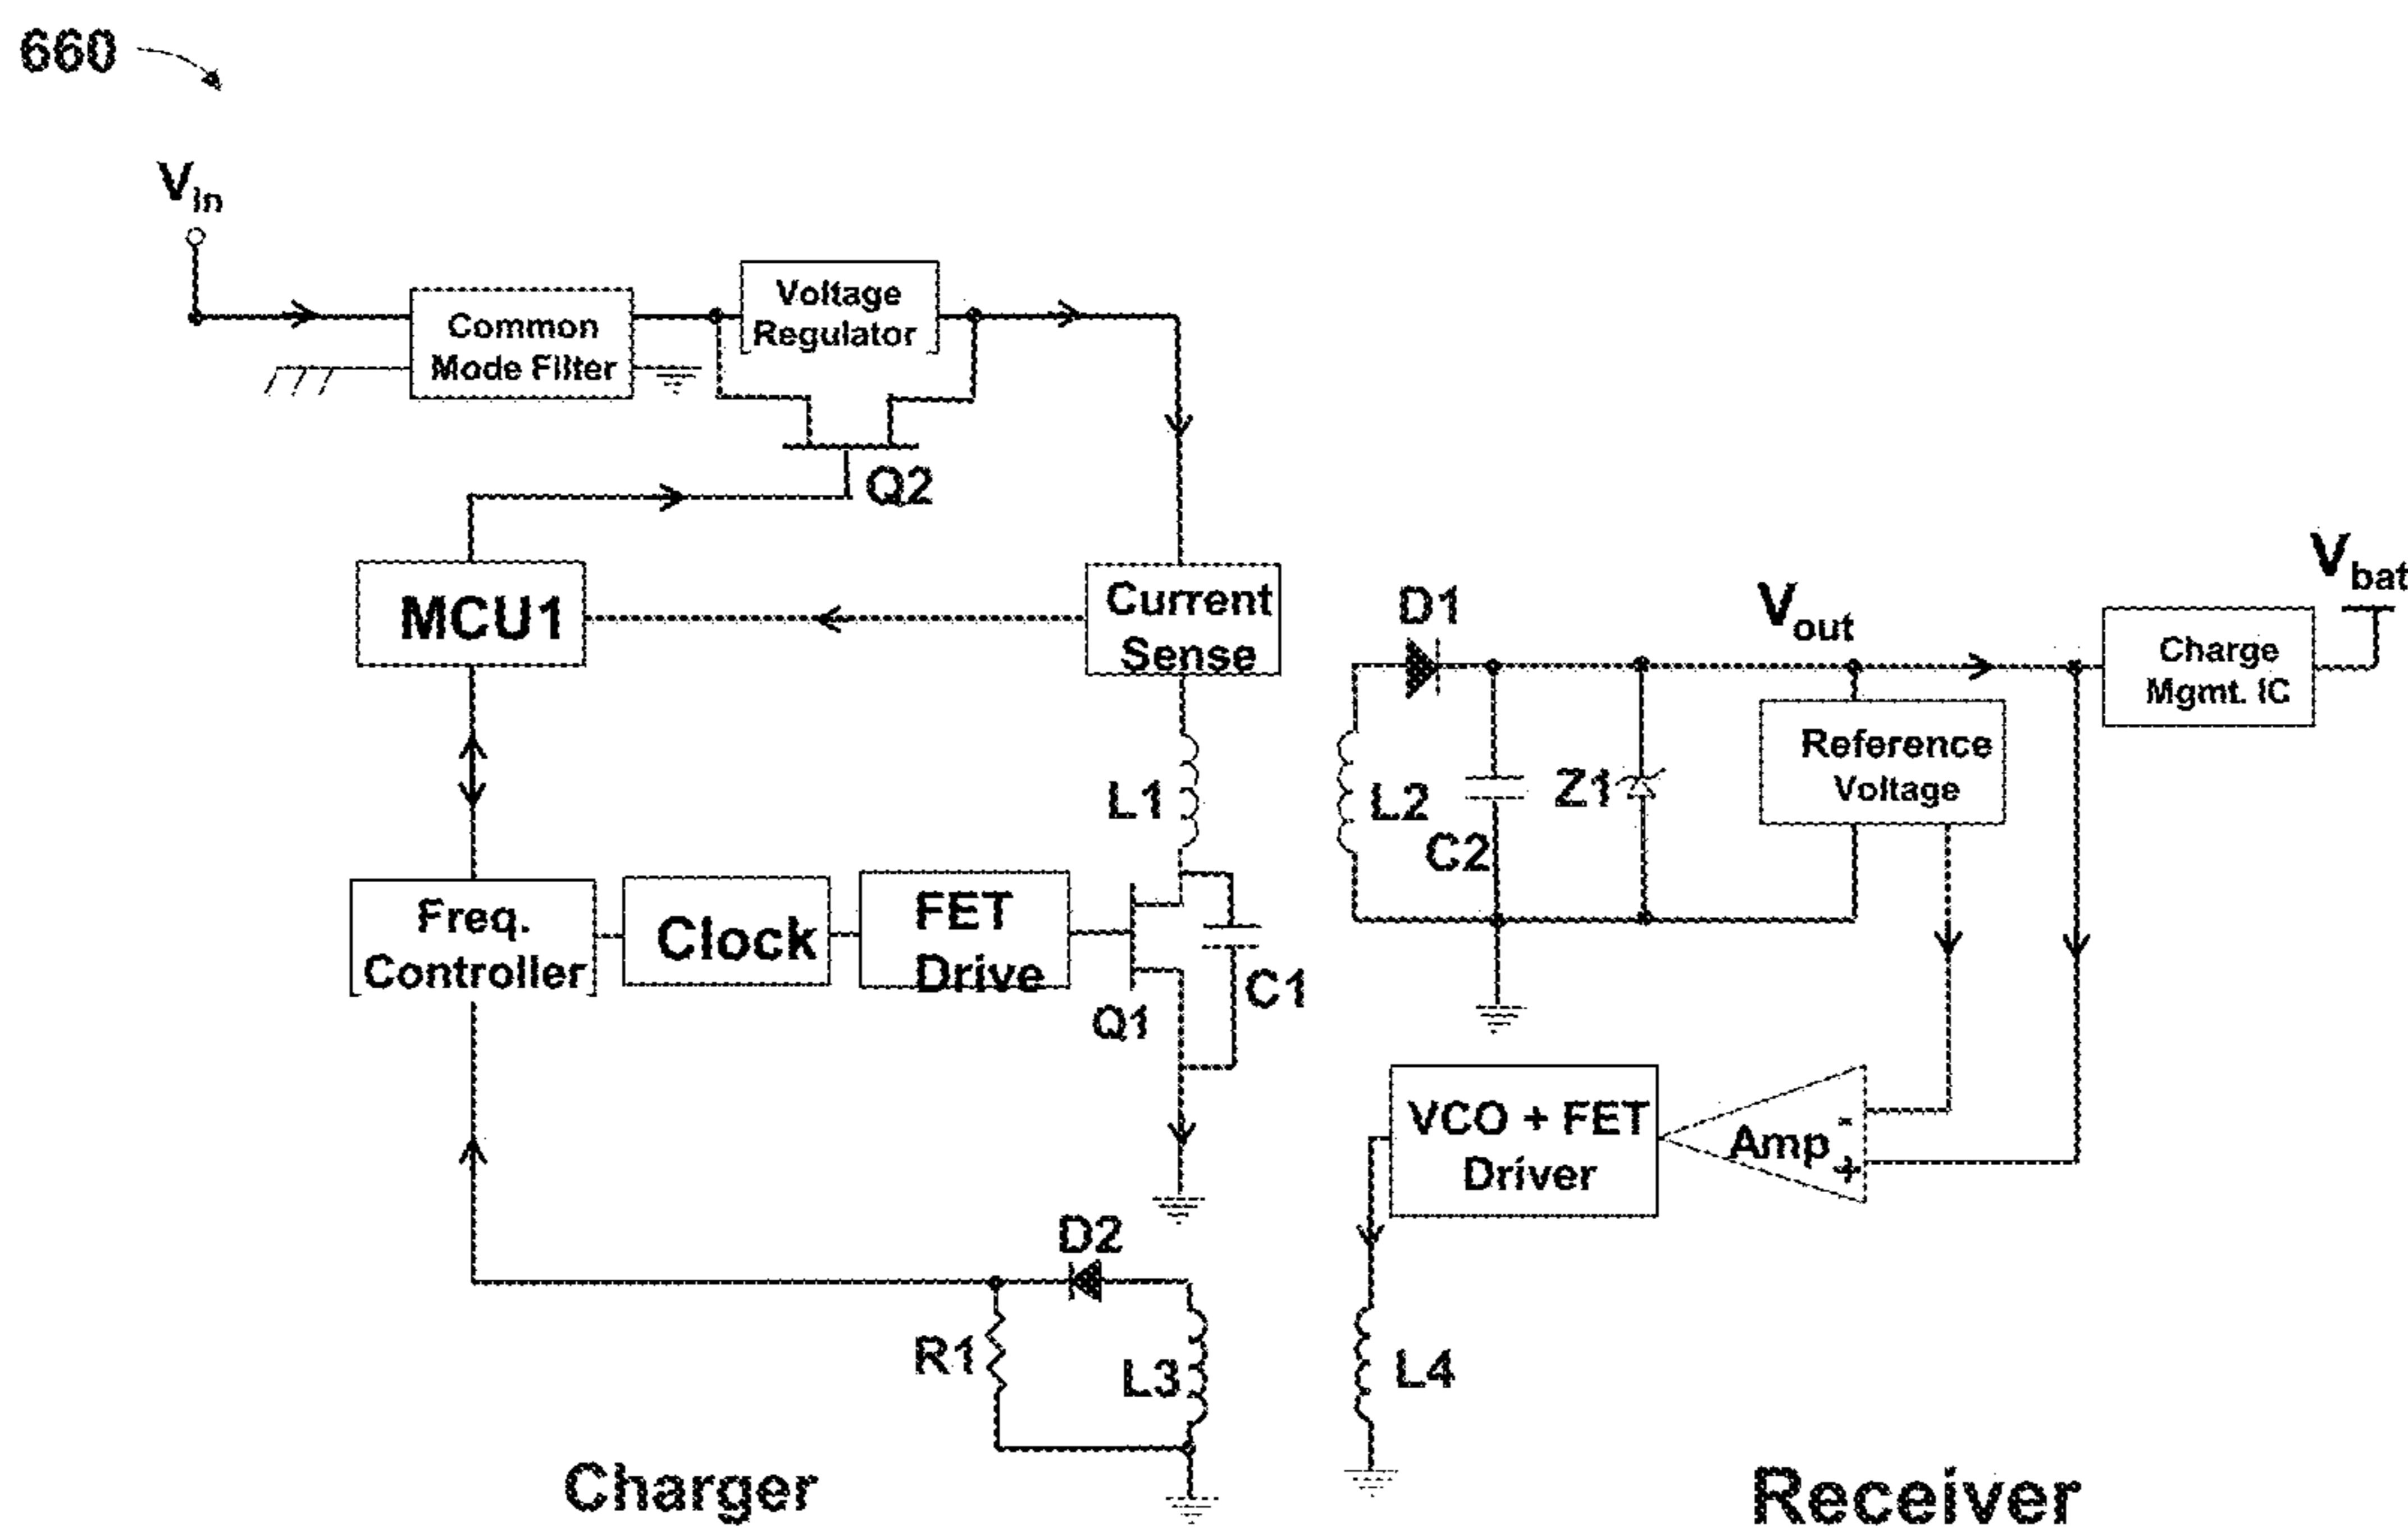 660
Vin
Common
Mode Filter
Voltage
Regulator
Q2
MCU1
Current
Sense
L1
Freq.
Controller
Clock
FET
Drive
Q1
C1
D2
R1
L3
Charger
D1
Vout
Vbat
Charge
Mgmt. IC
L2
C2
Z1
Reference
Voltage
VCO + FET
Driver
Amp
-
+
L4
Receiver